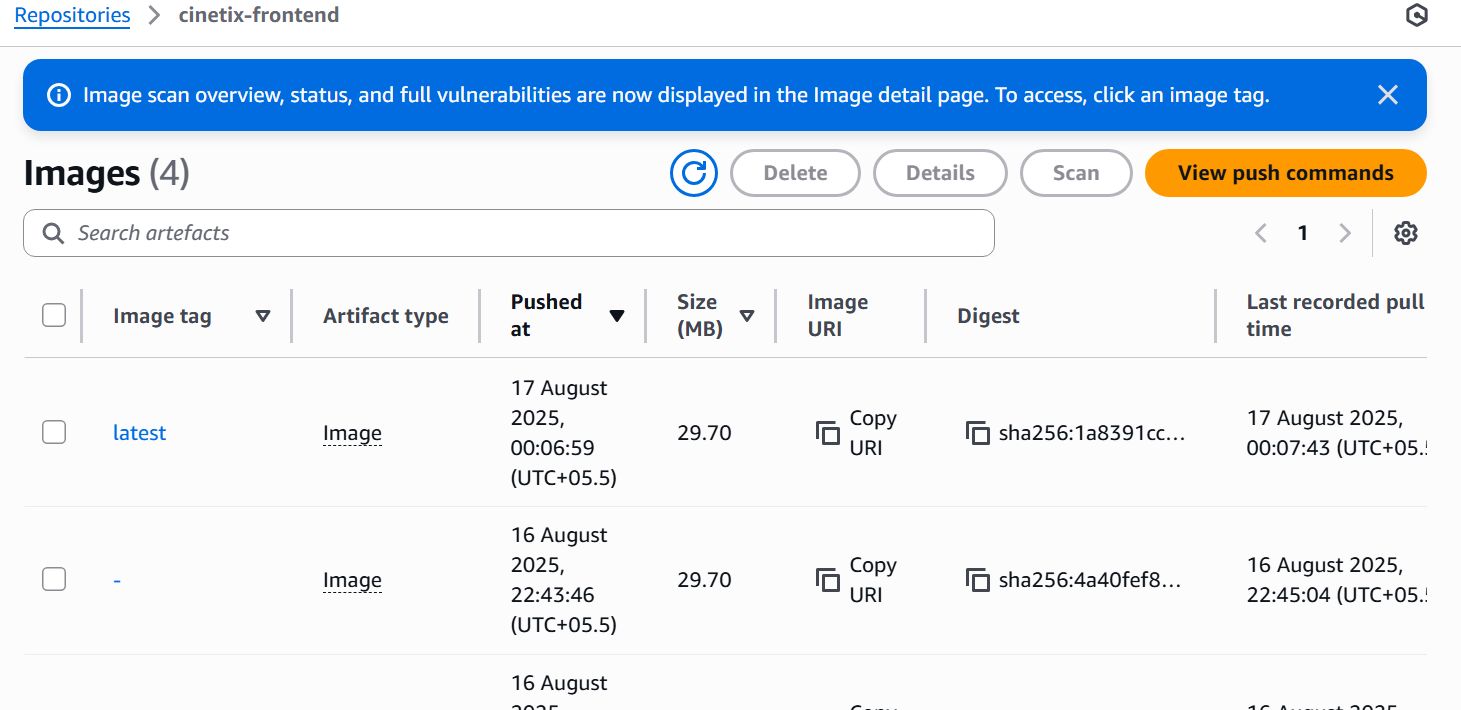 Repositories > cinetix-frontend
Image scan overview, status, and full vulnerabilities are now displayed in the Image detail page. To access, click an image tag.
Images (4)
Delete
Details
Scan
View push commands
Search artefacts
1
Image tag
Artifact type
Pushed
at
Size
(MB)
Image
URI
Digest
Last recorded pull
time
latest
Image
17 August
2025,
00:06:59
(UTC+05.5)
29.70
Copy
URI
sha256:1a8391cc...
17 August 2025,
00:07:43 (UTC+05.
-
Image
16 August
2025,
22:43:46
(UTC+05.5)
29.70
Copy
URI
sha256:4a40fef8...
16 August 2025,
22:45:04 (UTC+05.
16 August